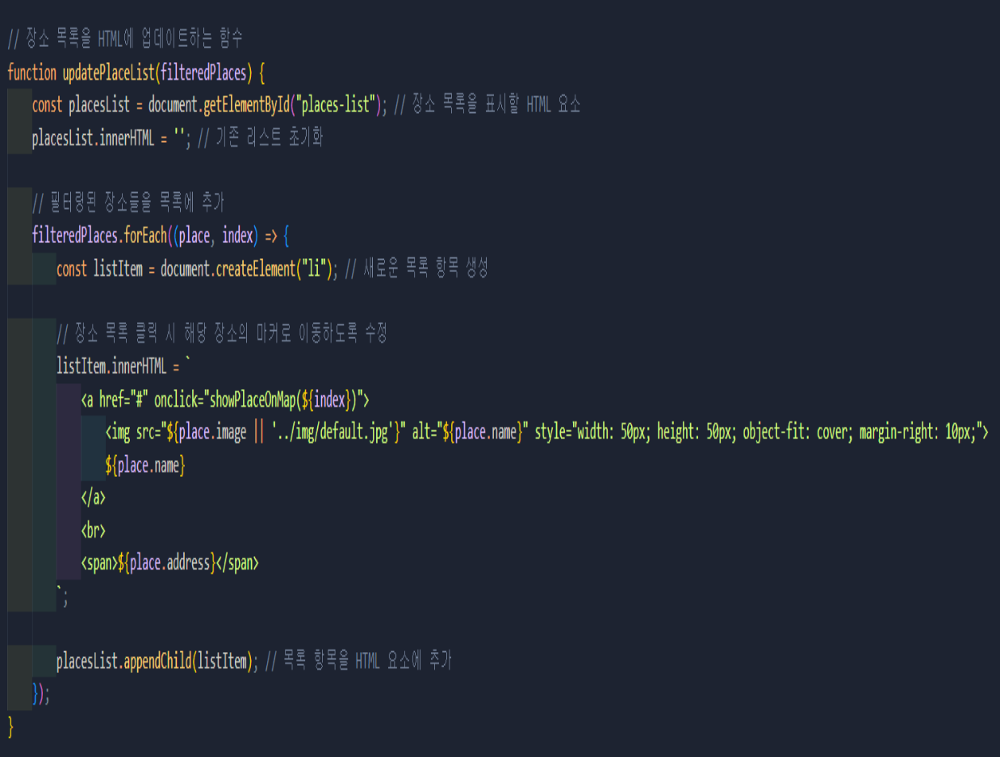 // 장소 목록을 HTML에 업데이트하는 함수
function updatePlaceList(filteredPlaces) {
    const placesList = document.getElementById("places-list"); // 장소 목록을 표시할 HTML 요소
    placesList.innerHTML = ''; // 기존 리스트 초기화

    // 필터링된 장소들을 목록에 추가
    filteredPlaces.forEach((place, index) => {
        const listItem = document.createElement("li"); // 새로운 목록 항목 생성

        // 장소 목록 클릭 시 해당 장소의 마커로 이동하도록 수정
        listItem.innerHTML = `
            <a href="#" onclick="showPlaceOnMap(${index})">
                <img src="${place.image || '../img/default.jpg'}" alt="${place.name}" style="width: 50px; height: 50px; object-fit: cover; margin-right: 10px;">
                ${place.name}
            </a>
            <br>
            <span>${place.address}</span>
        `;

        placesList.appendChild(listItem); // 목록 항목을 HTML 요소에 추가
    });
}